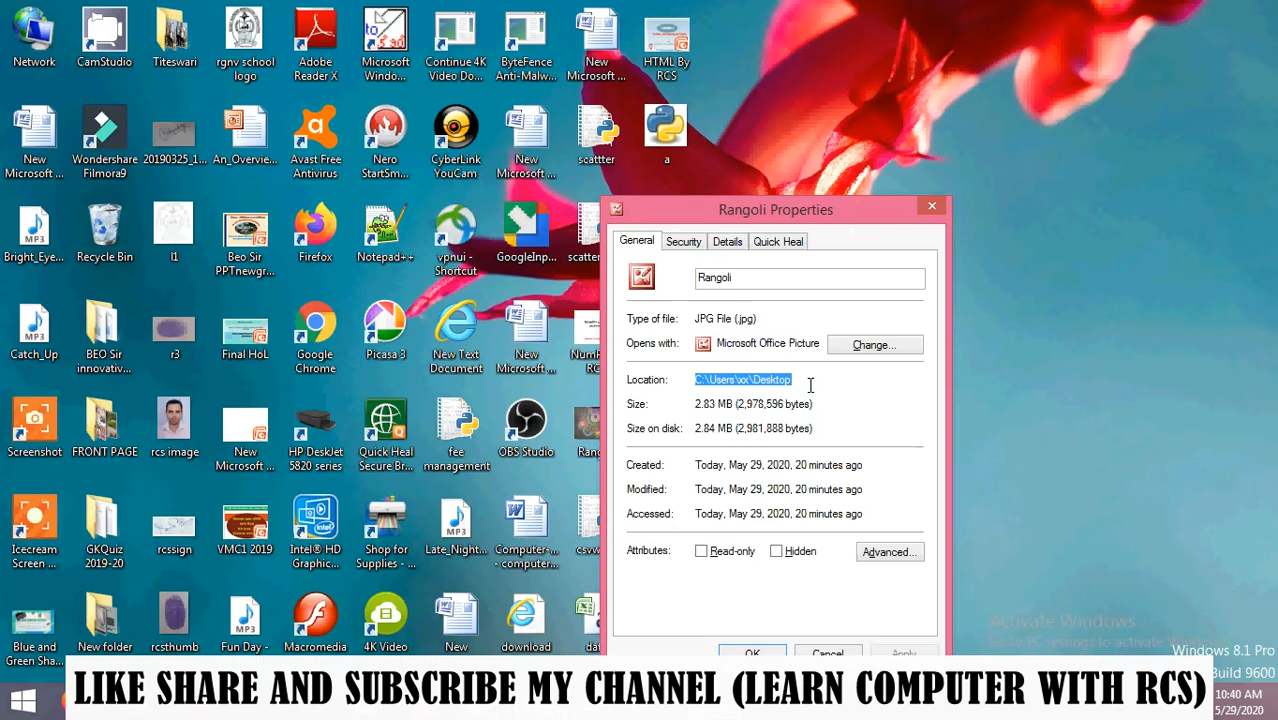 Network
CamStudio
Titeswari
rgnv school
logo
Adobe
Reader X
Microsoft
Windo...
Continue 4K
Video Do...
ByteFence
Anti-Malw...
New
Microsoft ...
HTML By
RCS
New
Microsoft ...
Wondershare
Filmora9
20190325_1...
An_Overvie...
Avast Free
Antivirus
Nero
StartSm...
CyberLink
YouCam
New
Microsoft ...
scattter
a
Bright_Eye...
Recycle Bin
l1
Beo Sir
PPTnewgr...
Firefox
Notepad++
vphui -
Shortcut
GoogleInp...
Catch_Up
BEO Sir
innovativ...
r3
Final HoL
Google
Chrome
Picasa 3
New Text
Document
New
Microsoft ...
Screenshot
FRONT PAGE
rcs image
New
Microsoft ...
HP DeskJet
5820 series
Quick Heal
Secure Br...
fee
management
OBS Studio
Icecream
Screen ...
GKQuiz
2019-20
rcssign
VMC1 2019
Intel® HD
Graphic...
Shop for
Supplies - ...
Late_Night...
Computer-...
- computer...
Blue and
Green Sha...
New folder
rcsthumb
Fun Day -
Macromedia
4K Video
New
download
Rangoli Properties
General
Security
Details
Quick Heal
Rangoli
Type of file: JPG File (.jpg)
Opens with: Microsoft Office Picture
Change...
Location: C:\Users\xx\Desktop
Size: 2.83 MB (2,978,596 bytes)
Size on disk: 2.84 MB (2,981,888 bytes)
Created: Today, May 29, 2020, 20 minutes ago
Modified: Today, May 29, 2020, 20 minutes ago
Accessed: Today, May 29, 2020, 20 minutes ago
Attributes: Read-only Hidden
Advanced...
OK
Cancel
Apply
Activate Windows
PC settings to activate
Windows 8.1 Pro
Build 9600
10:40 AM
5/29/2020
LIKE SHARE AND SUBSCRIBE MY CHANNEL (LEARN COMPUTER WITH RCS)